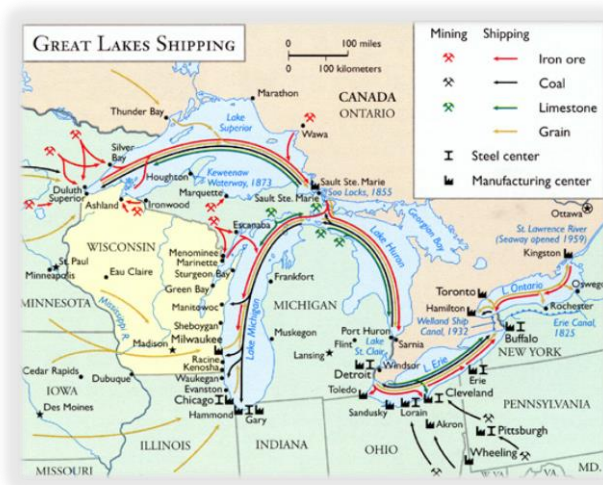 GREAT LAKES SHIPPING
0 100 miles
0 100 kilometers
Mining Shipping
Iron ore
Coal
Limestone
Grain
Steel center
Manufacturing center
CANADA
ONTARIO
Marathon
Thunder Bay
Lake
Superior
Wawa
Silver
Bay
Houghton
Keweenaw
Waterway, 1873
Sault Ste. Marie
Soo Locks, 1855
Duluth
Superior
Marquette
Sault Ste. Marie
Ashland
Ironwood
Escanaba
Georgian Bay
Ottawa
St. Lawrence River
(Seaway opened 1959)
Kingston
WISCONSIN
Menominee
Marinette
Lake Huron
St. Paul
Minneapolis
Eau Claire
Sturgeon Bay
Frankfort
Green Bay
Toronto
L. Ontario
Oswego
MINNESOTA
Mississippi R.
Manitowoc
MICHIGAN
Hamilton
Rochester
Lake Michigan
Sheboygan
Muskegon
Port Huron
Welland Ship
Canal, 1932
Erie Canal,
1825
Madison
Milwaukee
Lansing
Flint
Lake
St. Clair
Sarnia
Buffalo
NEW YORK
Racine
Kenosha
Cedar Rapids
Dubuque
Waukegan
Detroit
Windsor
L. Erie
Erie
IOWA
Evanston
Chicago
Toledo
Cleveland
Des Moines
Hammond
Gary
Sandusky
Lorain
PENNSYLVANIA
Akron
Pittsburgh
ILLINOIS
INDIANA
OHIO
Wheeling
MISSOURI
W. VA.
MD.